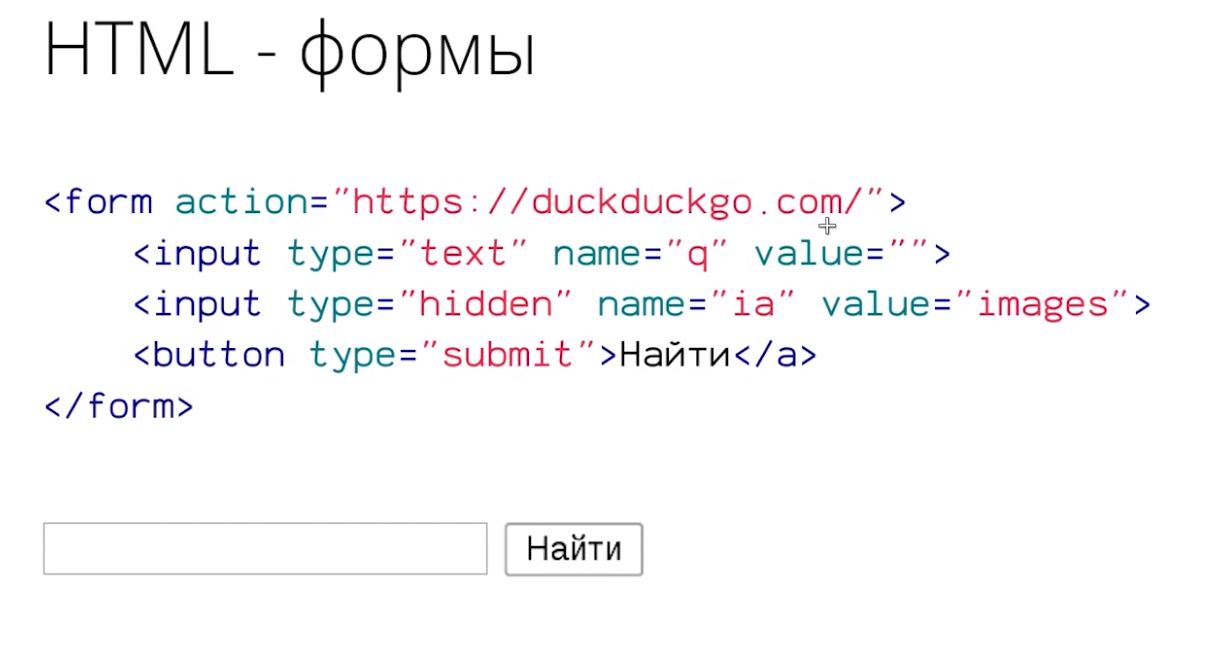 HTML - формы
<form action="https://duckduckgo.com/">
<input type="text" name="q" value="">
<input type="hidden" name="ia" value="images">
<button type="submit">Найти</a>
</form>
Найти